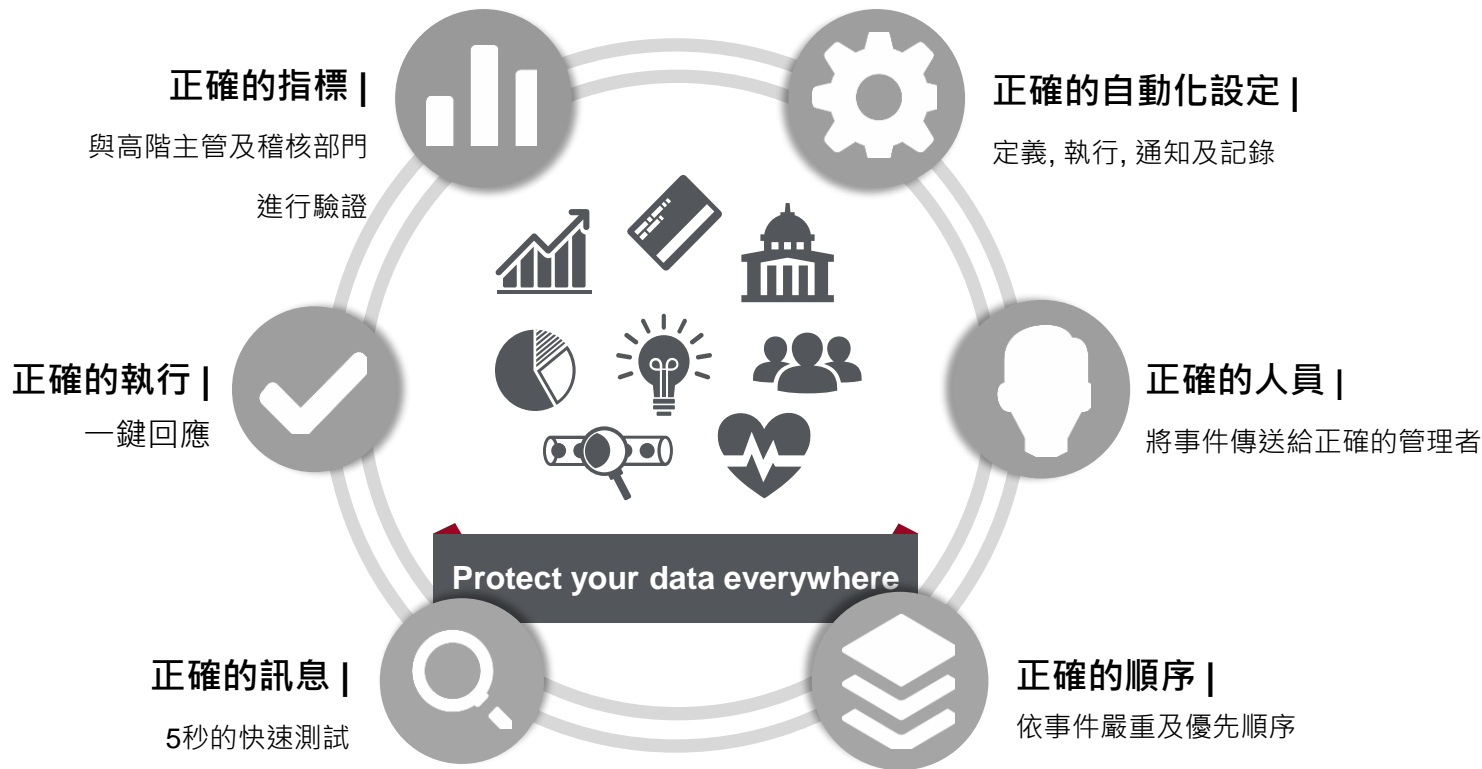 正確的指標 |
與高階主管及稽核部門
進行驗證
正確的自動化設定 |
定義, 執行, 通知及記錄
正確的執行 |
一鍵回應
正確的人員 |
將事件傳送給正確的管理者
Protect your data everywhere
正確的訊息 |
5秒的快速測試
正確的順序 |
依事件嚴重及優先順序